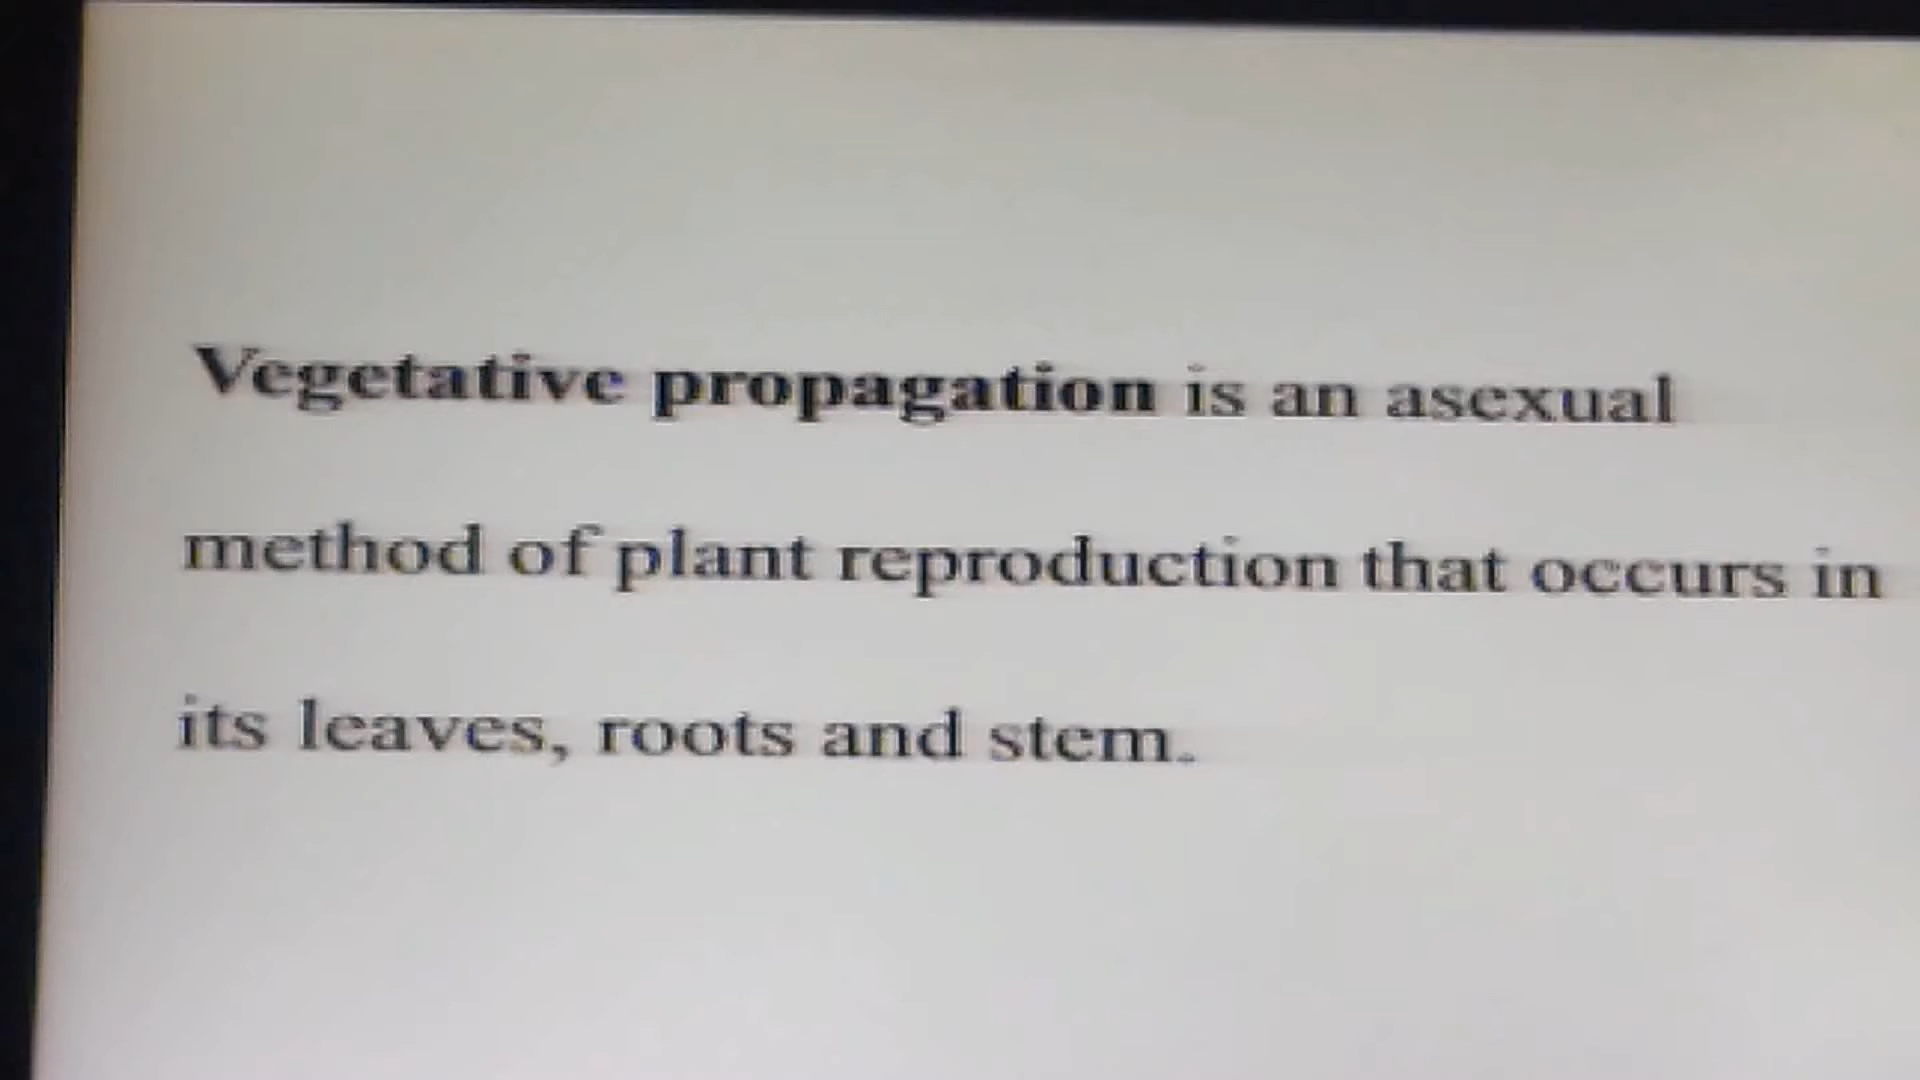 Vegetative propagation is an asexual
method of plant reproduction that occurs in
its leaves, roots and stem.